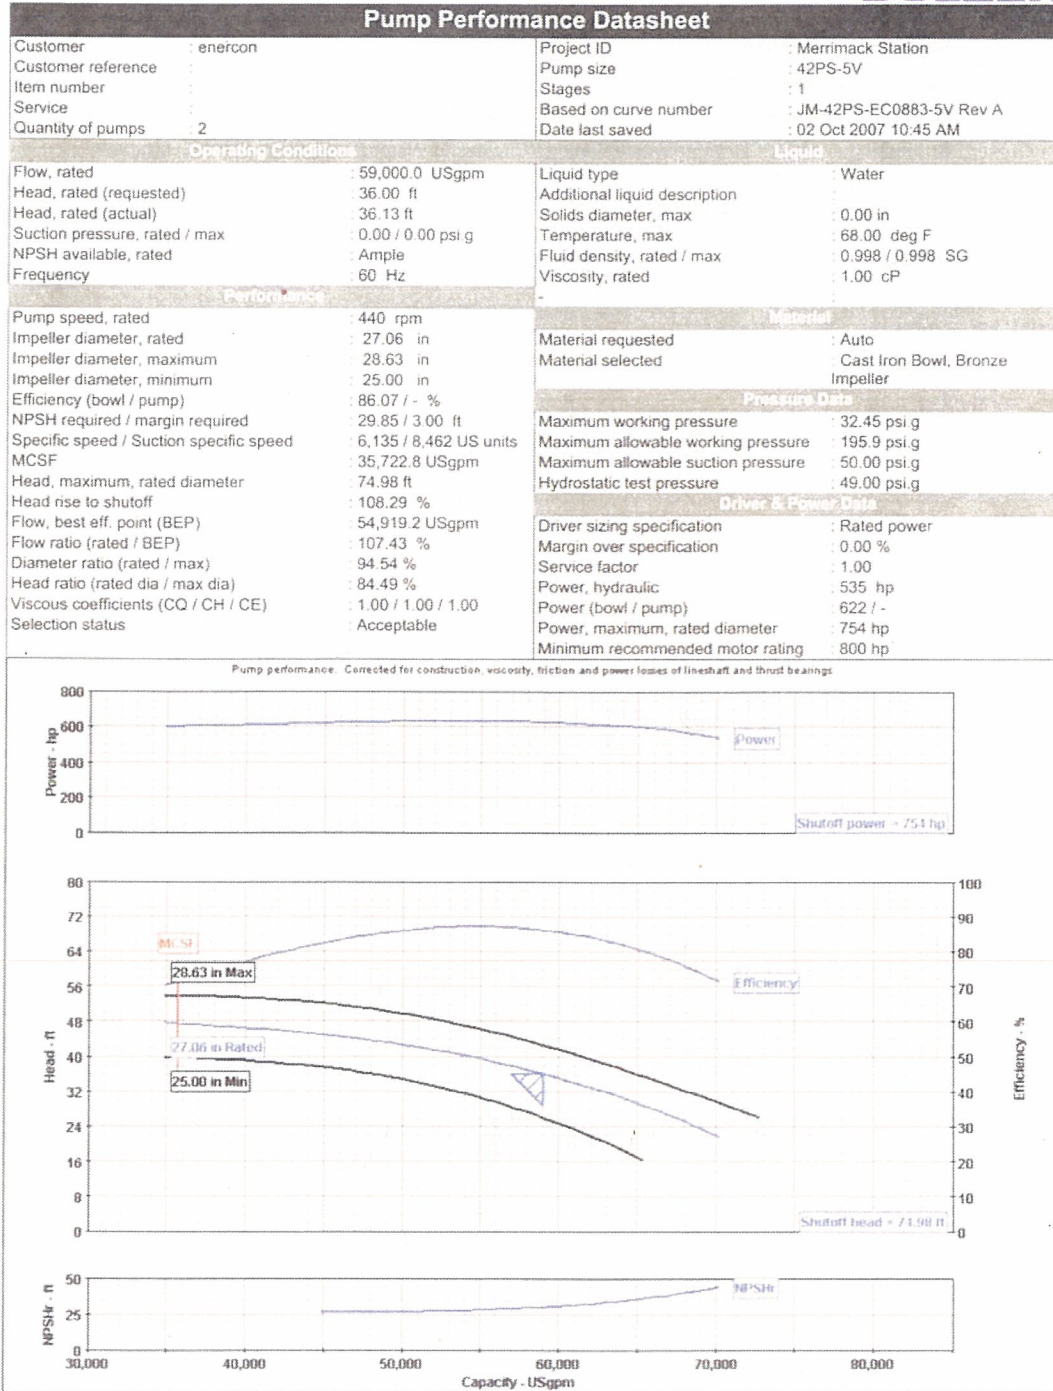 Pump Performance Datasheet
Customer : enercon
Customer reference :
Item number :
Service :
Quantity of pumps : 2
Project ID : Merrimack Station
Pump size : 42PS-5V
Stages : 1
Based on curve number : JM-42PS-EC0883-5V Rev A
Date last saved : 02 Oct 2007 10:45 AM
Operating Conditions
Flow, rated : 59,000.0 USgpm
Head, rated (requested) : 36.00 ft
Head, rated (actual) : 36.13 ft
Suction pressure, rated / max : 0.00 / 0.00 psi.g
NPSH available, rated : Ample
Frequency : 60 Hz
Liquid
Liquid type : Water
Additional liquid description :
Solids diameter, max : 0.00 in
Temperature, max : 68.00 deg F
Fluid density, rated / max : 0.998 / 0.998 SG
Viscosity, rated : 1.00 cP
- :
Performance
Pump speed, rated : 440 rpm
Impeller diameter, rated : 27.06 in
Impeller diameter, maximum : 28.63 in
Impeller diameter, minimum : 25.00 in
Efficiency (bowl / pump) : 86.07 / - %
NPSH required / margin required : 29.85 / 3.00 ft
Specific speed / Suction specific speed : 6,135 / 8,462 US units
MCSF : 35,722.8 USgpm
Head, maximum, rated diameter : 74.98 ft
Head rise to shutoff : 108.29 %
Flow, best eff. point (BEP) : 54,919.2 USgpm
Flow ratio (rated / BEP) : 107.43 %
Diameter ratio (rated / max) : 94.54 %
Head ratio (rated dia / max dia) : 84.49 %
Viscous coefficients (CQ / CH / CE) : 1.00 / 1.00 / 1.00
Selection status : Acceptable
Material
Material requested : Auto
Material selected : Cast Iron Bowl, Bronze
Impeller
Pressure Data
Maximum working pressure : 32.45 psi.g
Maximum allowable working pressure : 195.9 psi.g
Maximum allowable suction pressure : 50.00 psi.g
Hydrostatic test pressure : 49.00 psi.g
Driver & Power Data
Driver sizing specification : Rated power
Margin over specification : 0.00 %
Service factor : 1.00
Power, hydraulic : 535 hp
Power (bowl / pump) : 622 / -
Power, maximum, rated diameter : 754 hp
Minimum recommended motor rating : 800 hp
Pump performance. Corrected for construction, viscosity, friction and power losses of lineshaft and thrust bearings
Power - hp
800
600
400
200
0
Power
Shutoff power = 754 hp
Head - ft
80
72
64
56
48
40
32
24
16
8
0
MCSF
28.63 in Max
27.06 in Rated
25.00 in Min
Efficiency
Shutoff head = 74.98 ft
100
90
80
70
60
50
40
30
20
10
0
Efficiency - %
NPSHr - ft
50
25
0
NPSHr
30,000 40,000 50,000 60,000 70,000 80,000
Capacity - USgpm